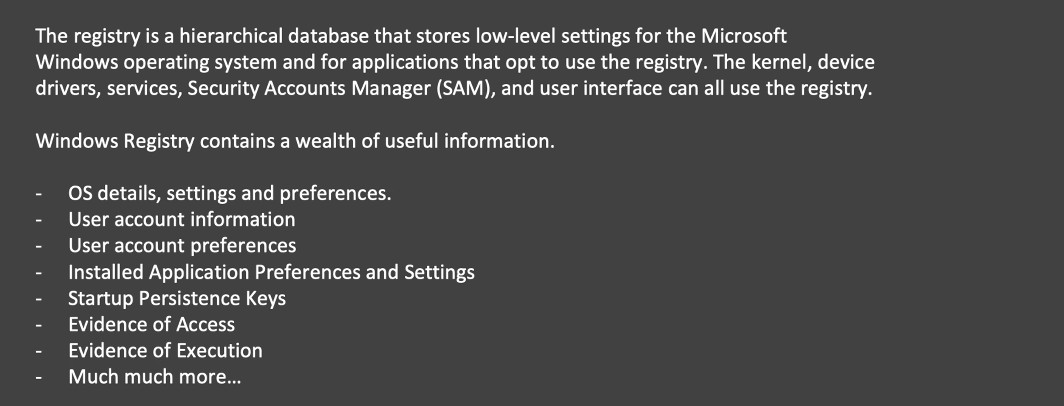 The registry is a hierarchical database that stores low-level settings for the Microsoft
Windows operating system and for applications that opt to use the registry. The kernel, device
drivers, services, Security Accounts Manager (SAM), and user interface can all use the registry.
Windows Registry contains a wealth of useful information.
- OS details, settings and preferences.
- User account information
- User account preferences
- Installed Application Preferences and Settings
- Startup Persistence Keys
- Evidence of Access
- Evidence of Execution
- Much much more...